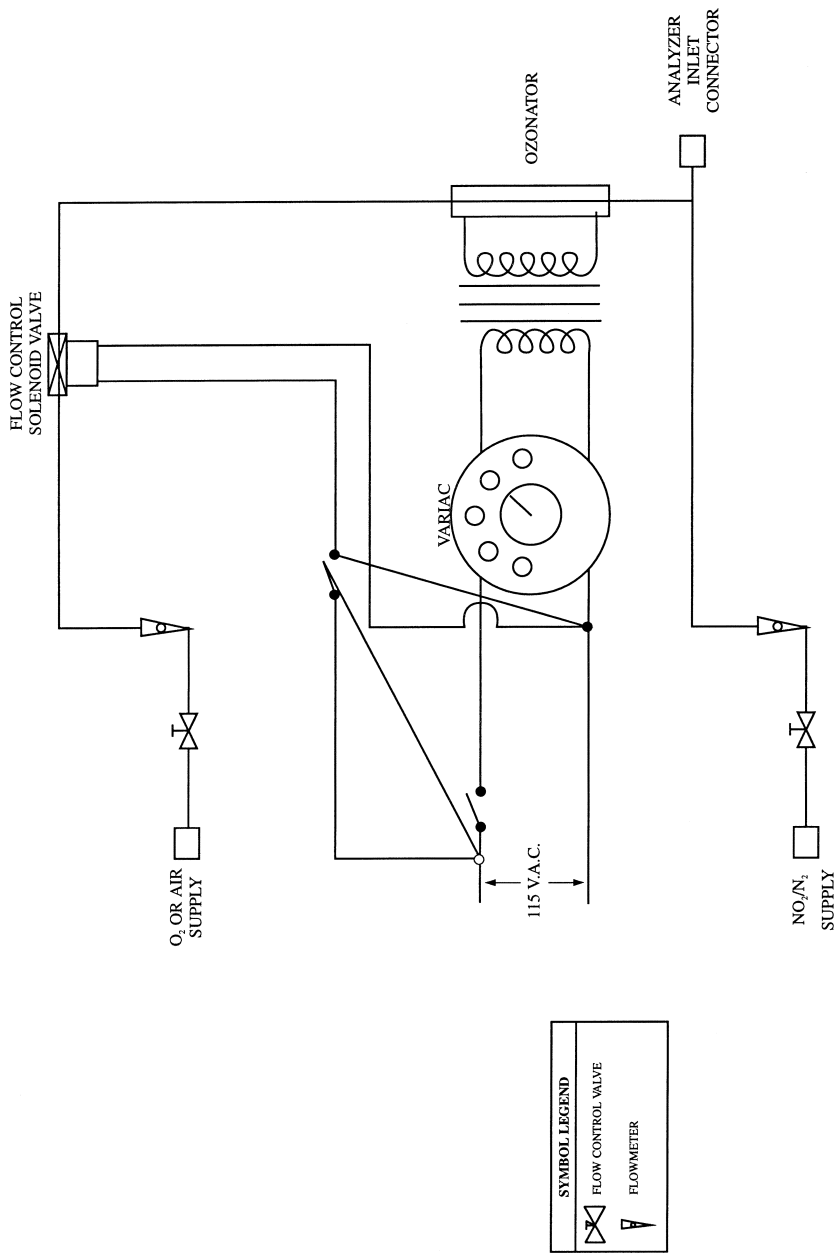 FLOW CONTROL
SOLENOID VALVE
OZONATOR
ANALYZER
INLET
CONNECTOR
VARIAC
O₂ OR AIR
SUPPLY
115 V.A.C.
NO₂/N₂
SUPPLY
SYMBOL LEGEND
FLOW CONTROL VALVE
FLOWMETER